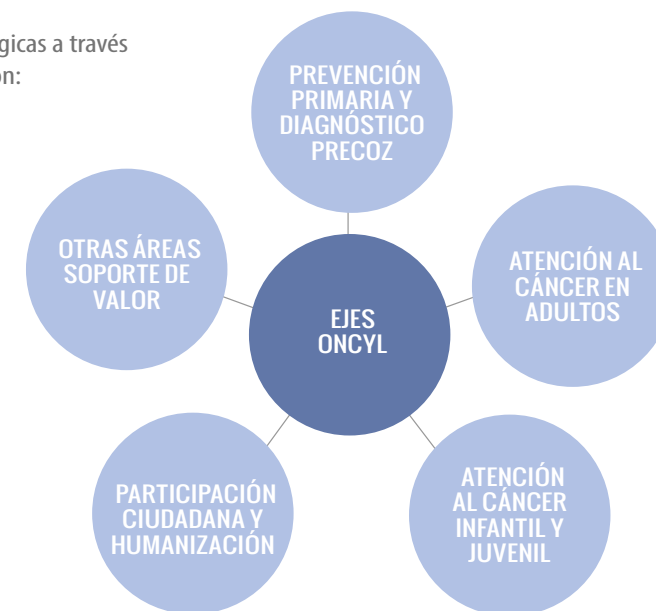 gicas a través
ón:
PREVENCIÓN
PRIMARIA Y
DIAGNÓSTICO
PRECOZ
OTRAS ÁREAS
SOPORTE DE
VALOR
ATENCIÓN AL
CÁNCER EN
ADULTOS
EJES
ONCYL
PARTICIPACIÓN
CIUDADANA Y
HUMANIZACIÓN
ATENCIÓN
AL CÁNCER
INFANTIL Y
JUVENIL